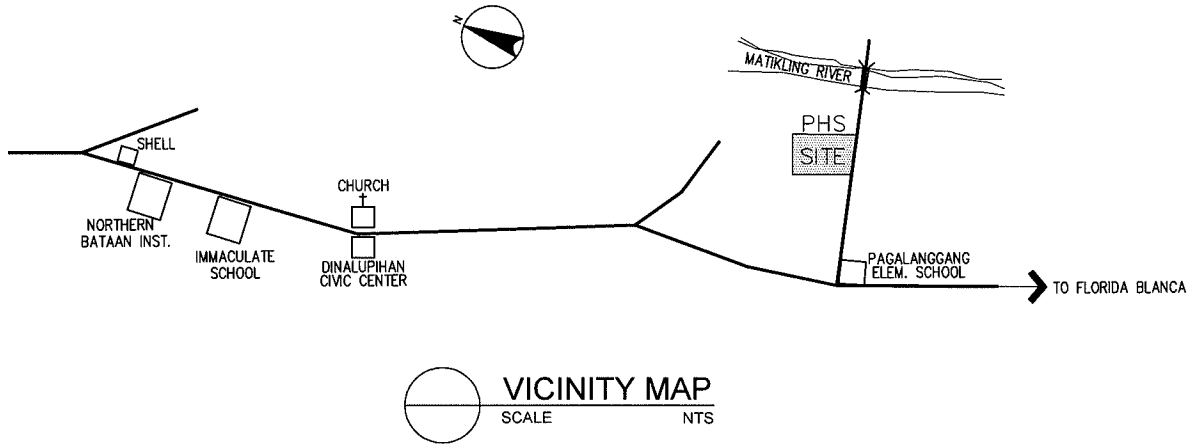 N
MATIKLING RIVER
PHS
SITE
SHELL
CHURCH
NORTHERN
BATAAN INST.
IMMACULATE
SCHOOL
DINALUPIHAN
CIVIC CENTER
PAGALANGGANG
ELEM. SCHOOL
TO FLORIDA BLANCA
VICINITY MAP
SCALE NTS